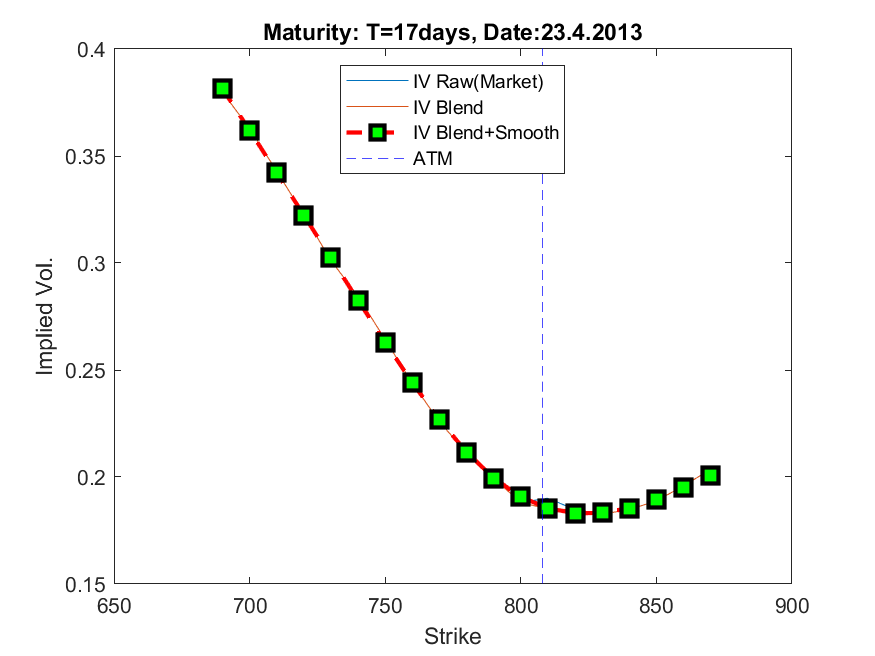 Maturity: T=17days, Date:23.4.2013
0.4
0.35
0.3
0.25
0.2
0.15
Implied Vol.
IV Raw(Market)
IV Blend
IV Blend+Smooth
ATM
650
700
750
800
850
900
Strike